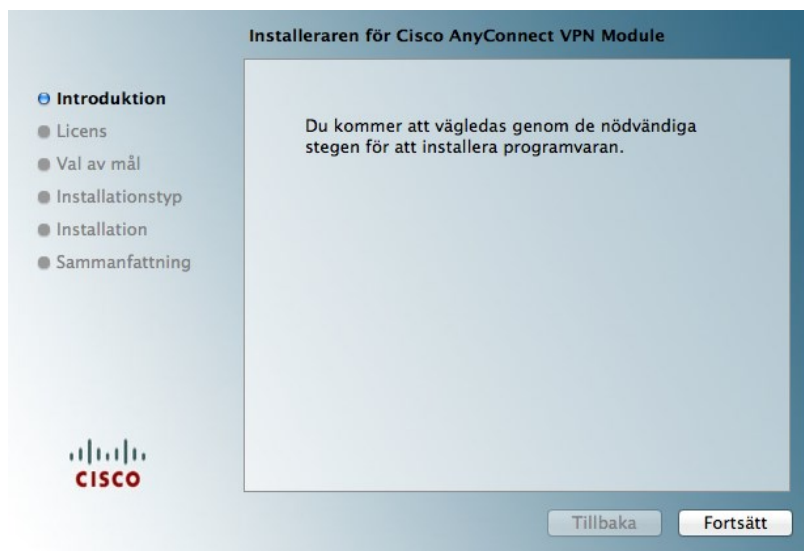 Installeraren för Cisco AnyConnect VPN Module
Introduktion
Licens
Val av mål
Installationstyp
Installation
Sammanfattning
Du kommer att vägledas genom de nödvändiga
stegen för att installera programvaran.
CISCO
Tillbaka
Fortsätt